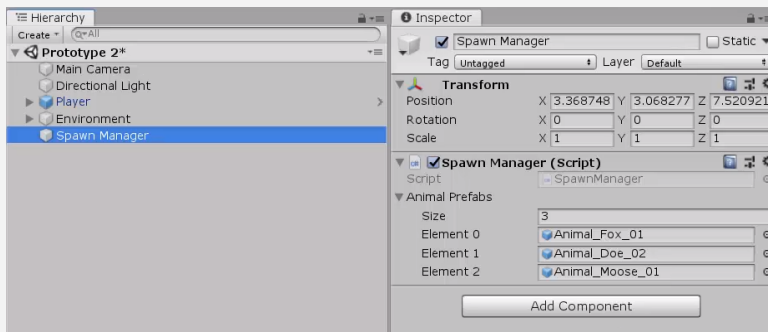 Hierarchy
Create
All
Prototype 2*
Main Camera
Directional Light
Player
Environment
Spawn Manager
Inspector
Spawn Manager Static
Tag Untagged Layer Default
Transform
Position X 3.368748 Y 3.068277 Z 7.520921
Rotation X 0 Y 0 Z 0
Scale X 1 Y 1 Z 1
Spawn Manager (Script)
Script SpawnManager
Animal Prefabs
Size 3
Element 0 Animal_Fox_01
Element 1 Animal_Doe_02
Element 2 Animal_Moose_01
Add Component